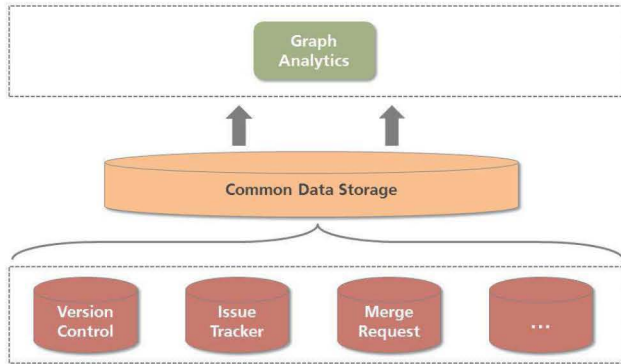 Graph
Analytics
Common Data Storage
Version
Control
Issue
Tracker
Merge
Request
...